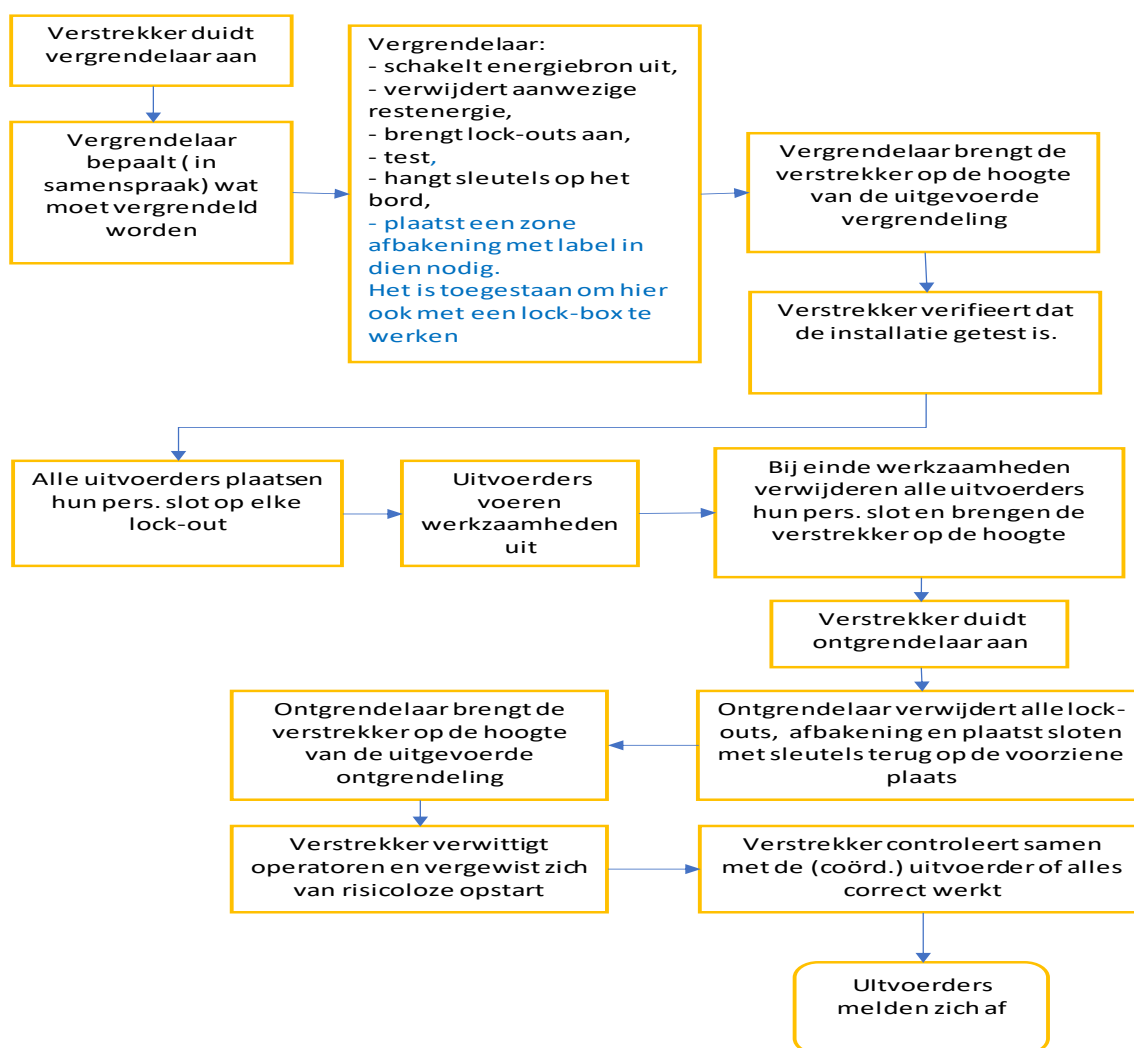 Verstrekker duidt
vergrendelaar aan
Vergrendelaar
bepaalt ( in
samenspraak) wat
moet vergrendeld
worden
Vergrendelaar:
- schakelt energiebron uit,
- verwijdert aanwezige
restenergie,
- brengt lock-outs aan,
- test,
- hangt sleutels op het
bord,
- plaatst een zone
afbakening met label in
dien nodig.
Het is toegestaan om hier
ook met een lock-box te
werken
Vergrendelaar brengt de
verstrekker op de hoogte
van de uitgevoerde
vergrendeling
Verstrekker verifieert dat
de installatie getest is.
Alle uitvoerders plaatsen
hun pers. slot op elke
lock-out
Uitvoerders
voeren
werkzaamheden
uit
Bij einde werkzaamheden
verwijderen alle uitvoerders
hun pers. slot en brengen de
verstrekker op de hoogte
Verstrekker duidt
ontgrendelaar aan
Ontgrendelaar verwijdert alle lock-
outs, afbakening en plaatst sloten
met sleutels terug op de voorziene
plaats
Ontgrendelaar brengt de
verstrekker op de hoogte
van de uitgevoerde
ontgrendeling
Verstrekker verwittigt
operatoren en vergewist zich
van risicoloze opstart
Verstrekker controleert samen
met de (coörd.) uitvoerder of alles
correct werkt
UItvoerders
melden zich af